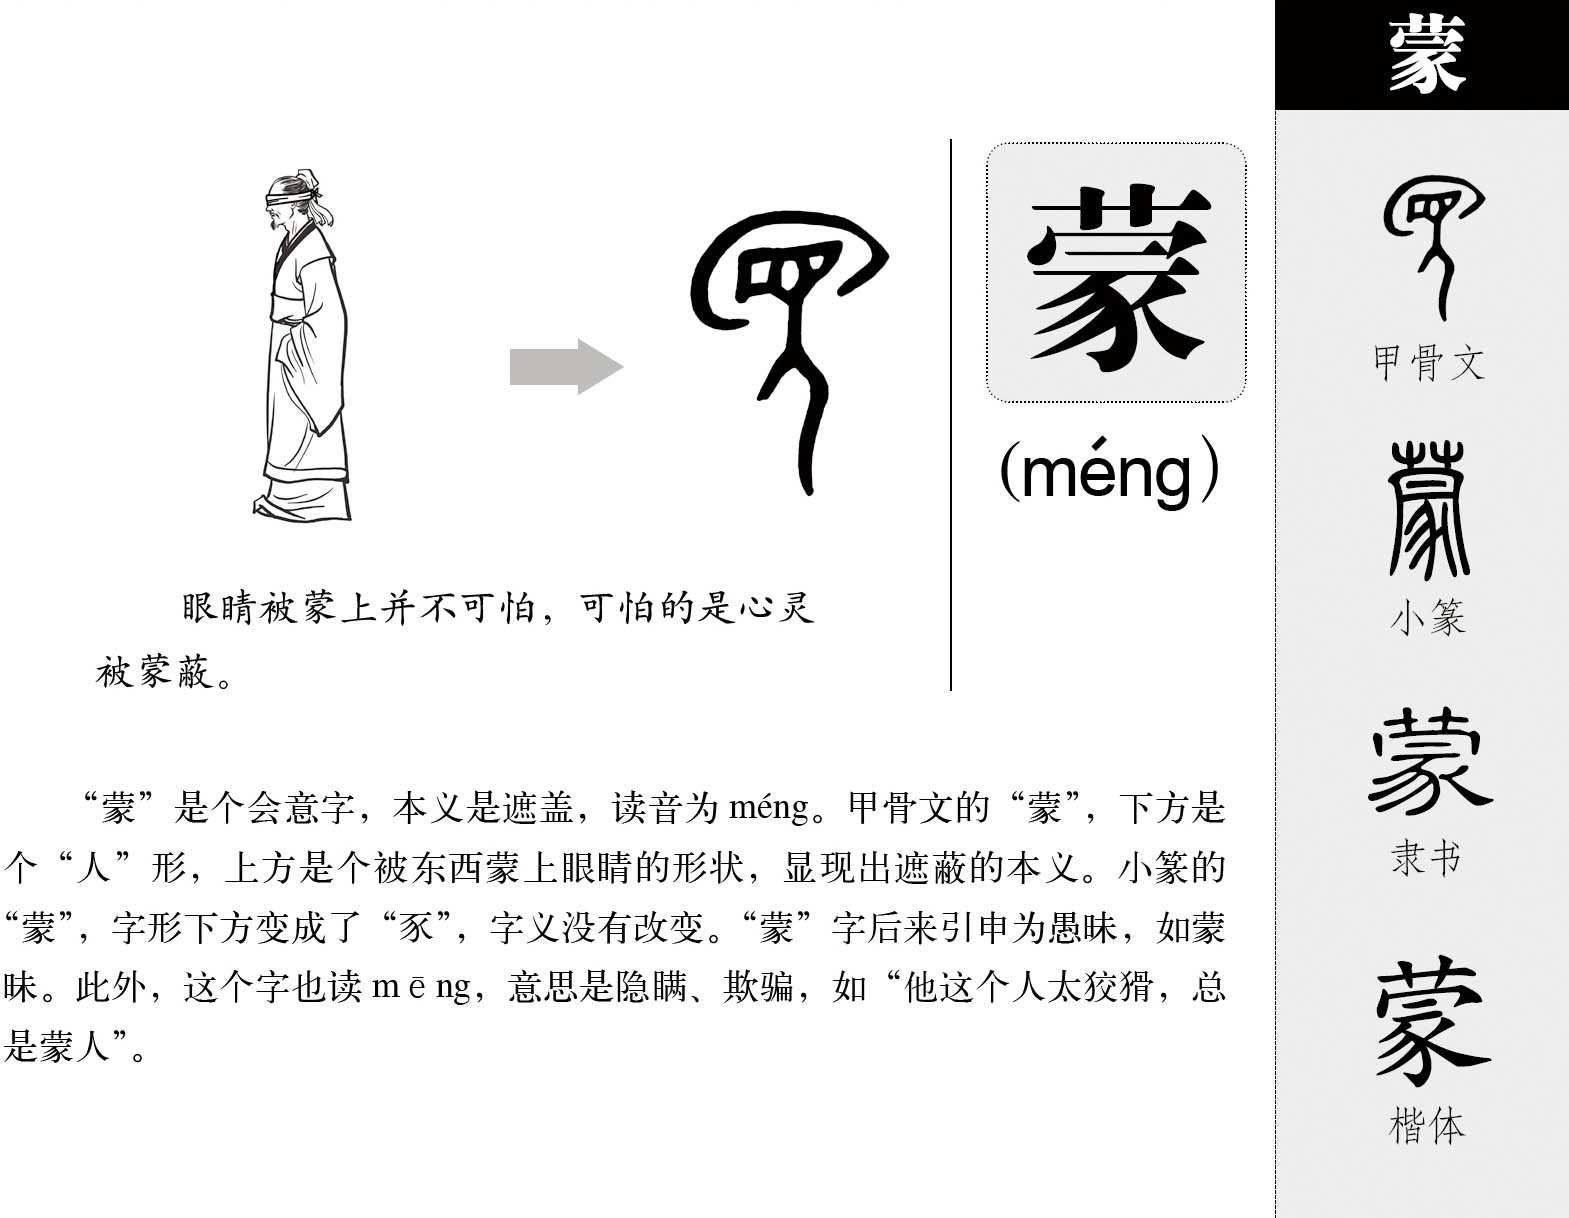 蒙
蒙
(méng)
眼睛被蒙上并不可怕，可怕的是心灵
被蒙蔽。
“蒙”是个会意字，本义是遮盖，读音为 méng。甲骨文的“蒙”，下方是
个“人”形，上方是个被东西蒙上眼睛的形状，显现出遮蔽的本义。小篆的
“蒙”，字形下方变成了“豕”，字义没有改变。“蒙”字后来引申为愚昧，如蒙
昧。此外，这个字也读 mēng，意思是隐瞒、欺骗，如“他这个人太狡猾，总
是蒙人”。
甲骨文
蒙
小篆
蒙
隶书
蒙
楷体